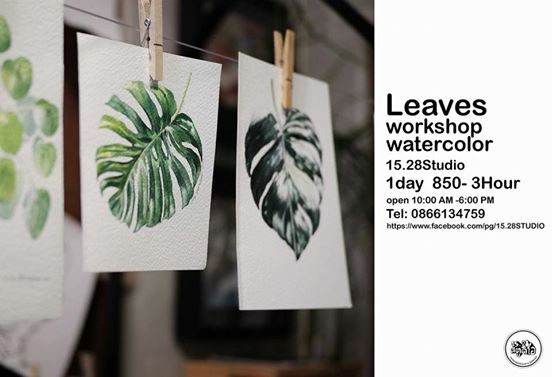 Leaves
workshop
watercolor
15.28Studio
1day 850- 3Hour
open 10:00 AM -6:00 PM
Tel: 0866134759
https://www.facebook.com/pg/15.28STUDIO